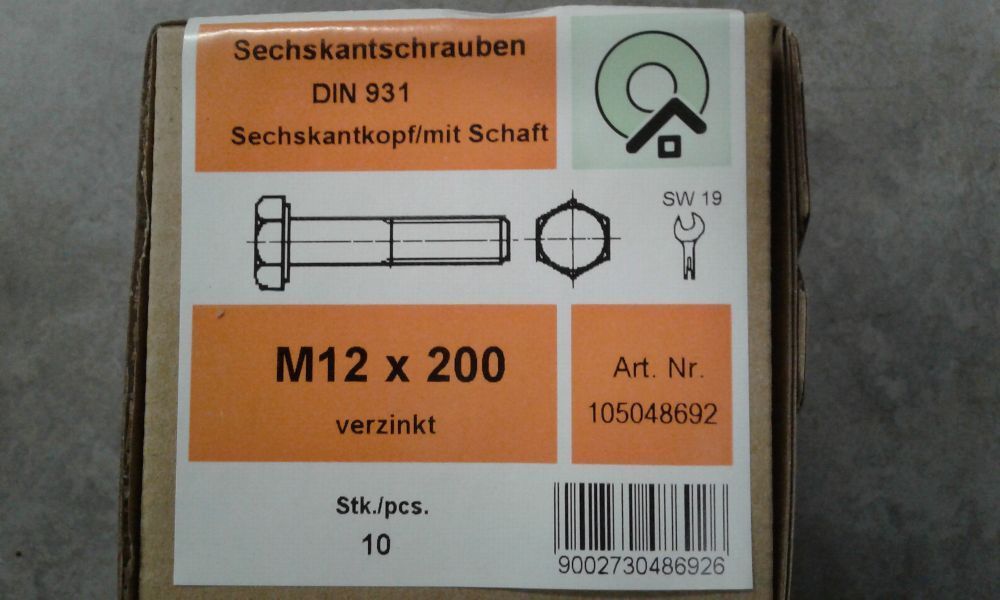 Sechskantschrauben
DIN 931
Sechskantkopf/mit Schaft
SW 19
M12 x 200
verzinkt
Art. Nr.
105048692
Stk./pcs.
10
9002730486926